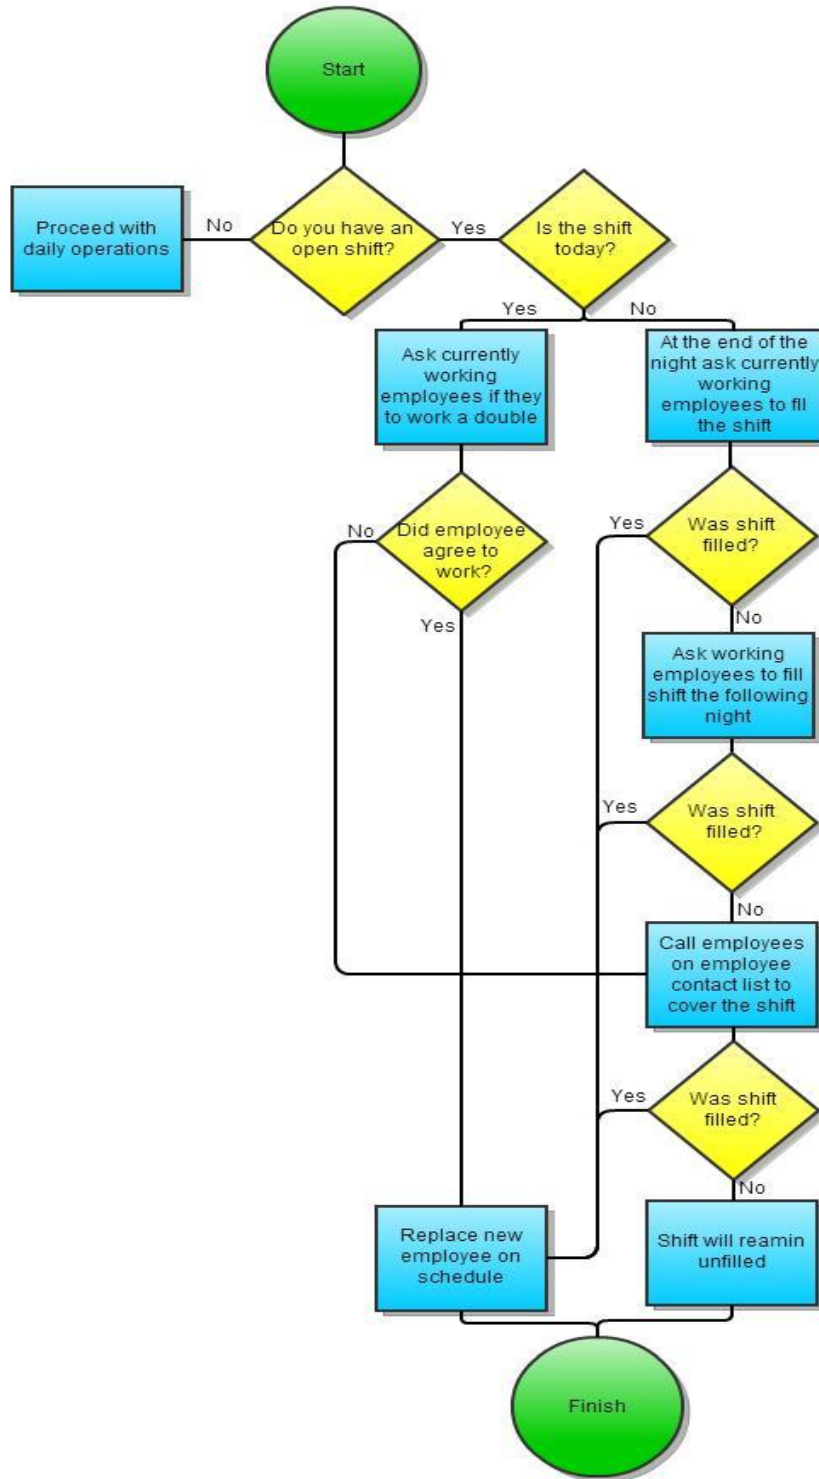 Start
Proceed with
daily operations
No
Do you have an
open shift?
Yes
Is the shift
today?
Yes
No
Ask currently
working
employees if they
to work a double
At the end of the
night ask currently
working
employees to fll
the shift
No
Did employee
agree to
work?
Yes
Yes
Was shift
filled?
No
Ask working
employees to fill
shift the following
night
Yes
Was shift
filled?
No
Call employees
on employee
contact list to
cover the shift
Yes
Was shift
filled?
No
Replace new
employee on
schedule
Shift will reamin
unfilled
Finish